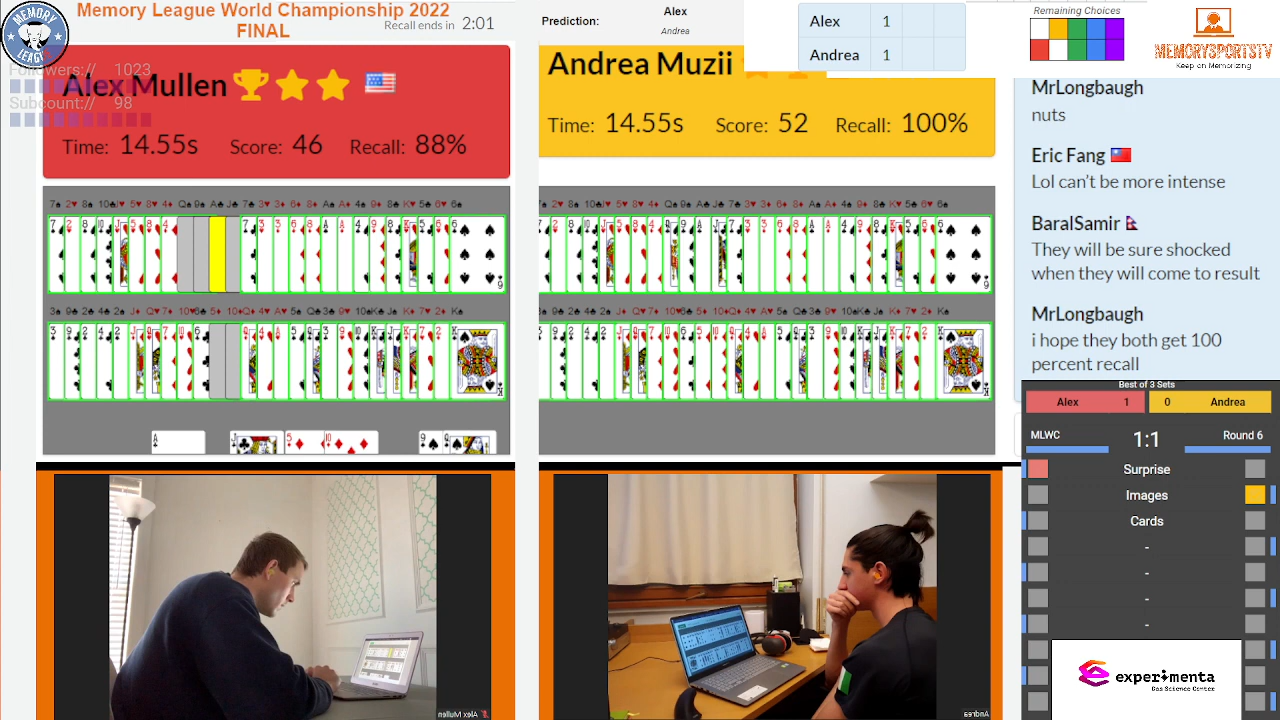 MEMORY
LEAGUE
Memory League World Championship 2022
FINAL
Recall ends in 2:01
Followers:// 1023
Subcount:// 98
Alex Mullen
Time: 14.55s Score: 46 Recall: 88%
Prediction:
Alex
Andrea
Andrea Muzii
Time: 14.55s Score: 52 Recall: 100%
Alex 1
Andrea 1
Remaining Choices
MEMORYSPORTSTV
Keep on Memorizing
MrLongbaugh
nuts
Eric Fang
Lol can't be more intense
BaralSamir
They will be sure shocked
when they will come to result
MrLongbaugh
i hope they both get 100
percent recall
Best of 3 Sets
Alex 1 0 Andrea
MLWC 1:1 Round 6
Surprise
Images
Cards
-
-
-
-
experimenta
Das Science Center
Alex Mullen
Andrea